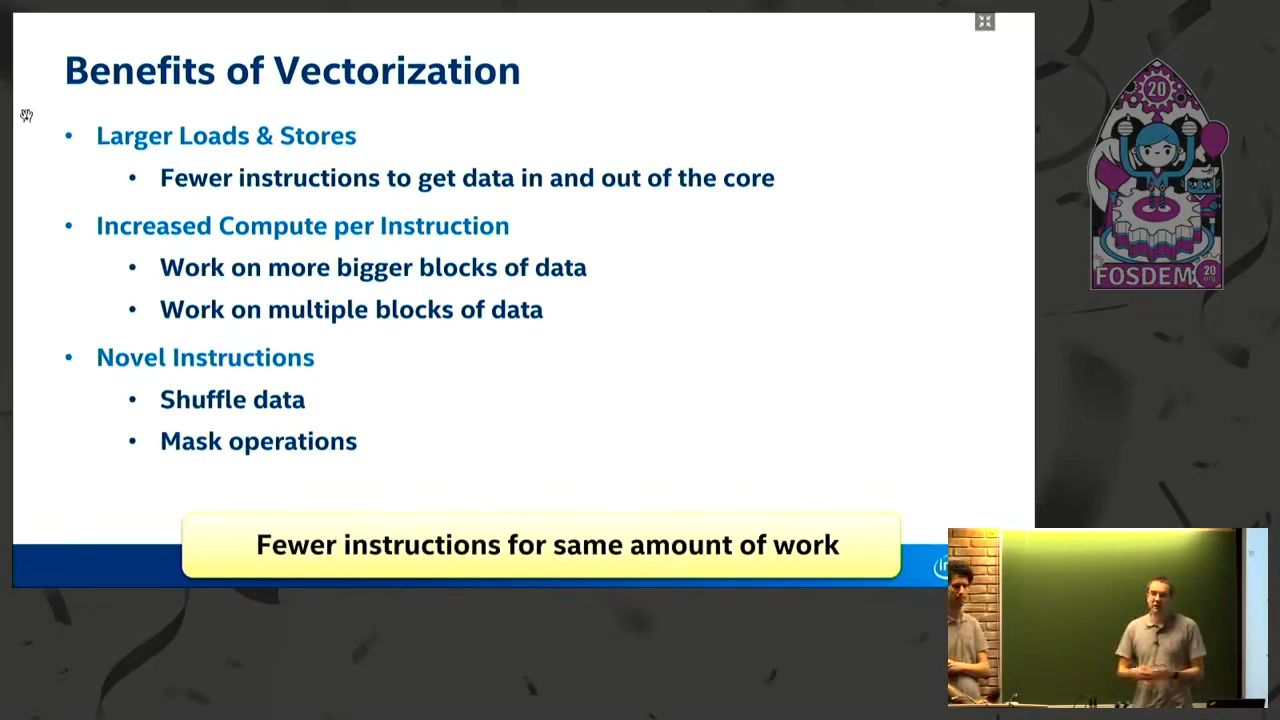 Benefits of Vectorization
• Larger Loads & Stores
• Fewer instructions to get data in and out of the core
• Increased Compute per Instruction
• Work on more bigger blocks of data
• Work on multiple blocks of data
• Novel Instructions
• Shuffle data
• Mask operations
Fewer instructions for same amount of work
20
FOSDEM
20
.org